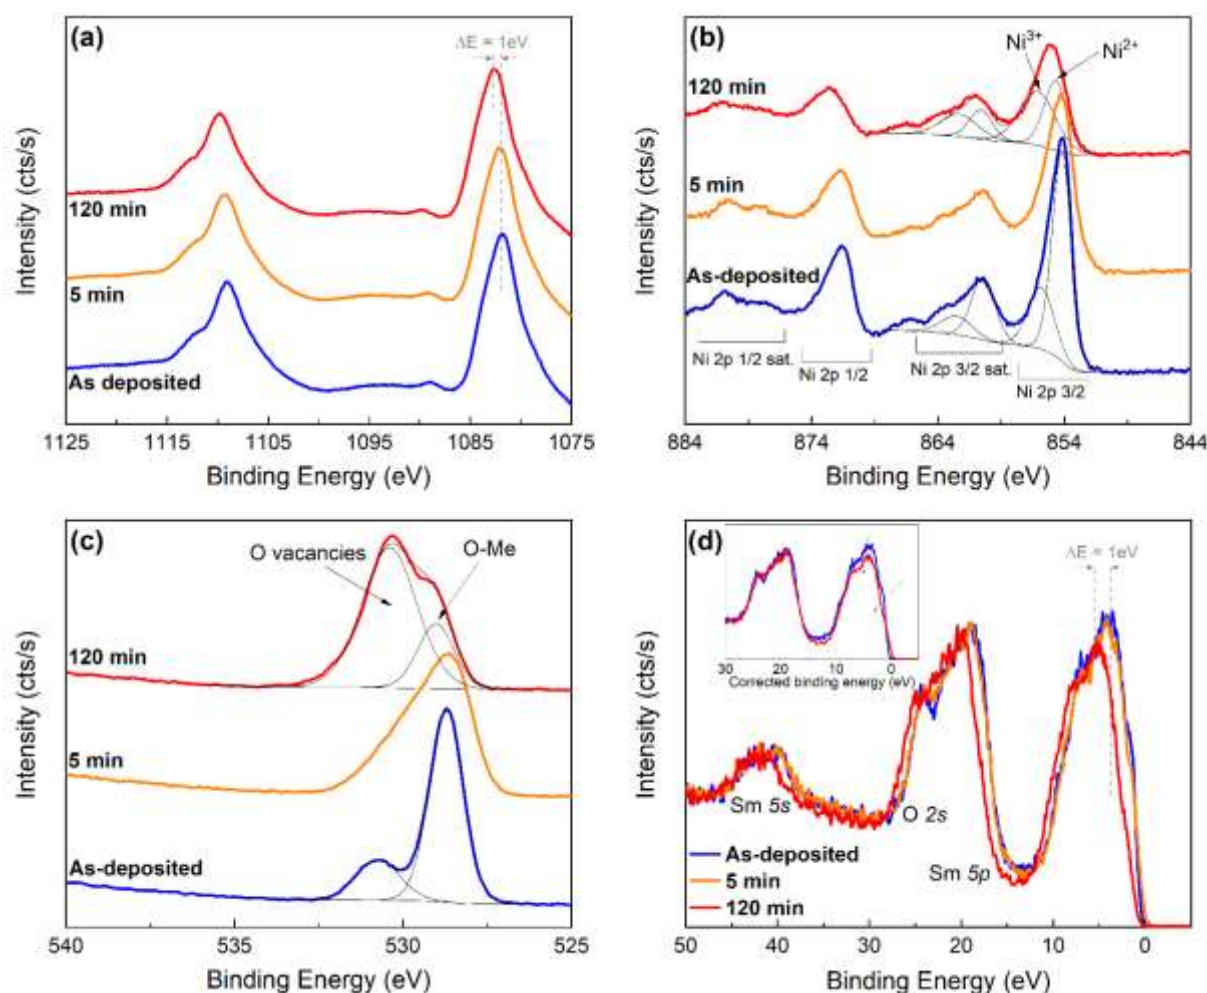 (a)
ΔE = 1eV
120 min
5 min
As deposited
Intensity (cts/s)
1125 1115 1105 1095 1085 1075
Binding Energy (eV)
(b)
Ni3+
Ni2+
120 min
5 min
As-deposited
Ni 2p 1/2 sat.
Ni 2p 1/2
Ni 2p 3/2 sat.
Ni 2p 3/2
Intensity (cts/s)
884 874 864 854 844
Binding Energy (eV)
(c)
O vacancies
O-Me
120 min
5 min
As-deposited
Intensity (cts/s)
540 535 530 525
Binding Energy (eV)
(d)
ΔE = 1eV
30 20 10 0
Corrected binding energy (eV)
Sm 5s
O 2s
Sm 5p
As-deposited
5 min
120 min
Intensity (cts/s)
50 40 30 20 10 0
Binding Energy (eV)